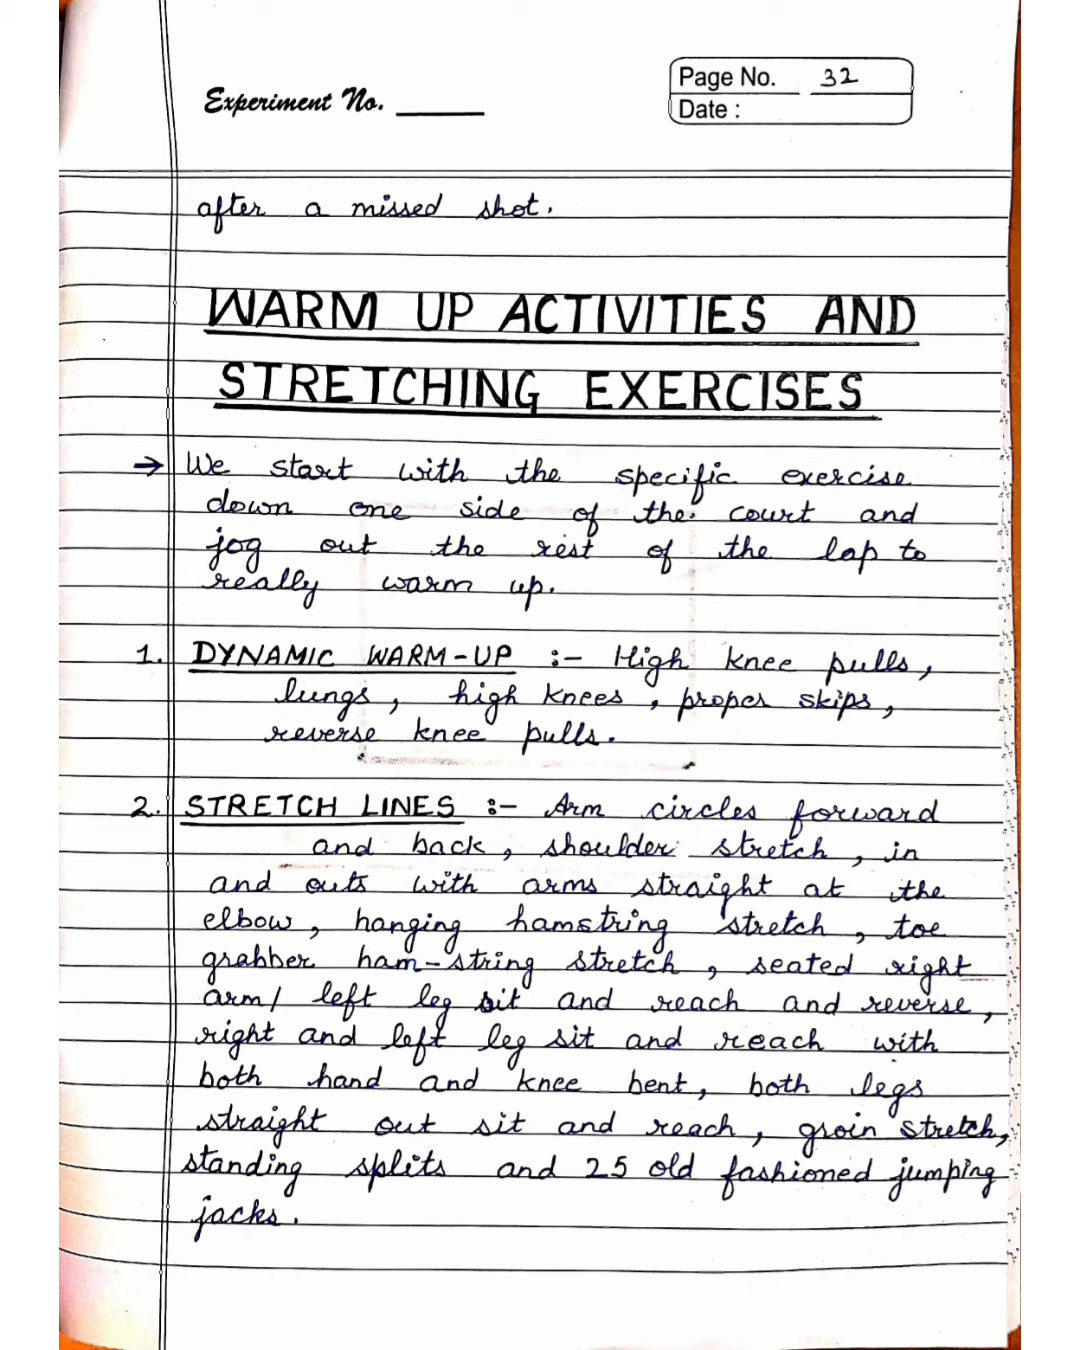 Experiment No. ______
Page No. 32
Date :
after a missed shot.
WARM UP ACTIVITIES AND
STRETCHING EXERCISES
→ We start with the specific exercise
down one side of the court and
jog out the rest of the lap to
really warm up.
1. DYNAMIC WARM-UP :- High knee pulls,
lungs, high knees, proper skips,
reverse knee pulls.
2. STRETCH LINES :- Arm circles forward
and back, shoulder stretch, in
and outs with arms straight at the
elbow, hanging hamstring stretch, toe
grabber ham-string stretch, seated right
arm/ left leg sit and reach and reverse,
right and left leg sit and reach with
both hand and knee bent, both legs
straight out sit and reach, groin stretch,
standing splits and 25 old fashioned jumping
jacks.